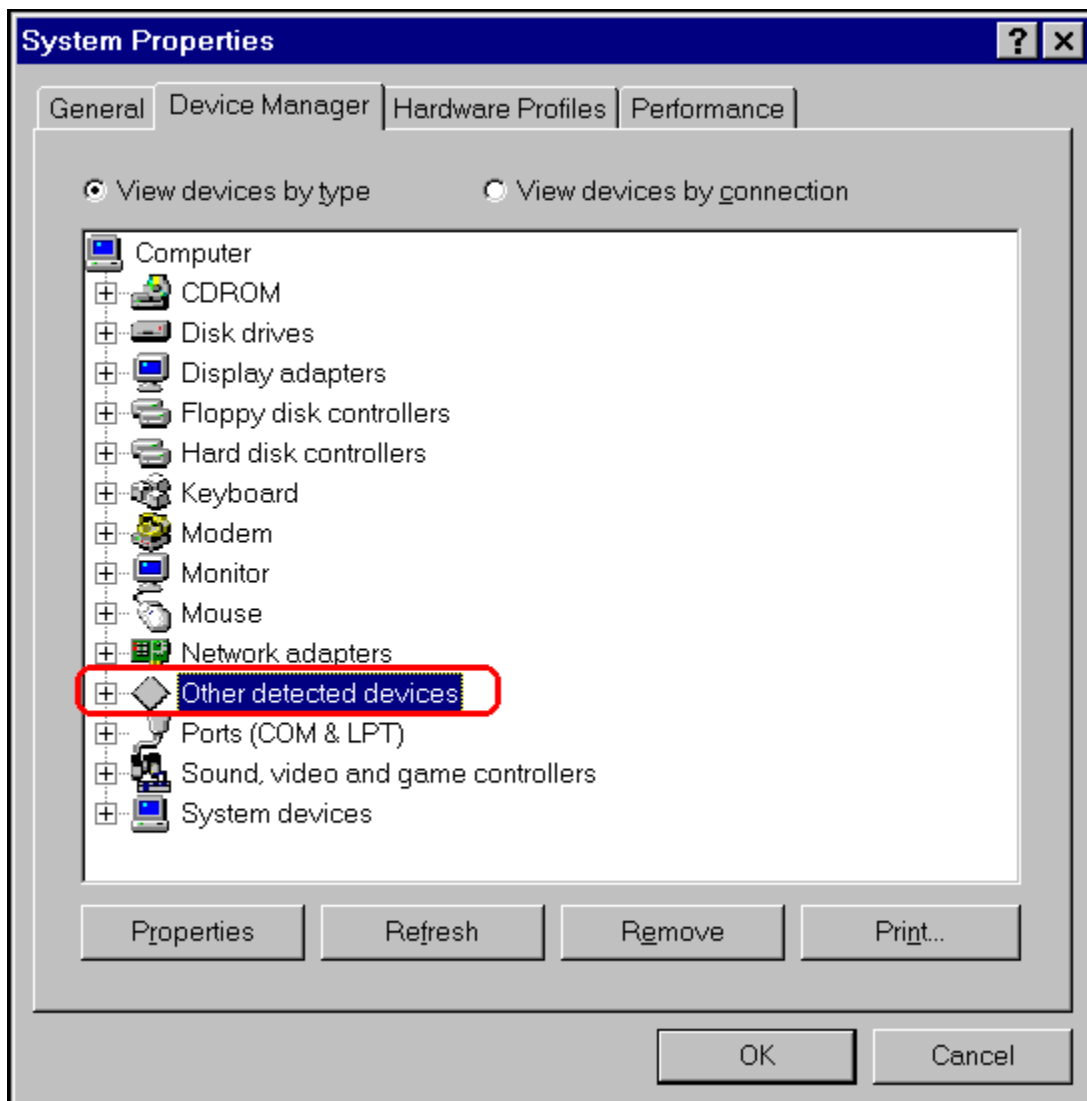 System Properties
General Device Manager Hardware Profiles Performance
View devices by type View devices by connection
Computer
CDROM
Disk drives
Display adapters
Floppy disk controllers
Hard disk controllers
Keyboard
Modem
Monitor
Mouse
Network adapters
Other detected devices
Ports (COM & LPT)
Sound, video and game controllers
System devices
Properties Refresh Remove Print...
OK Cancel